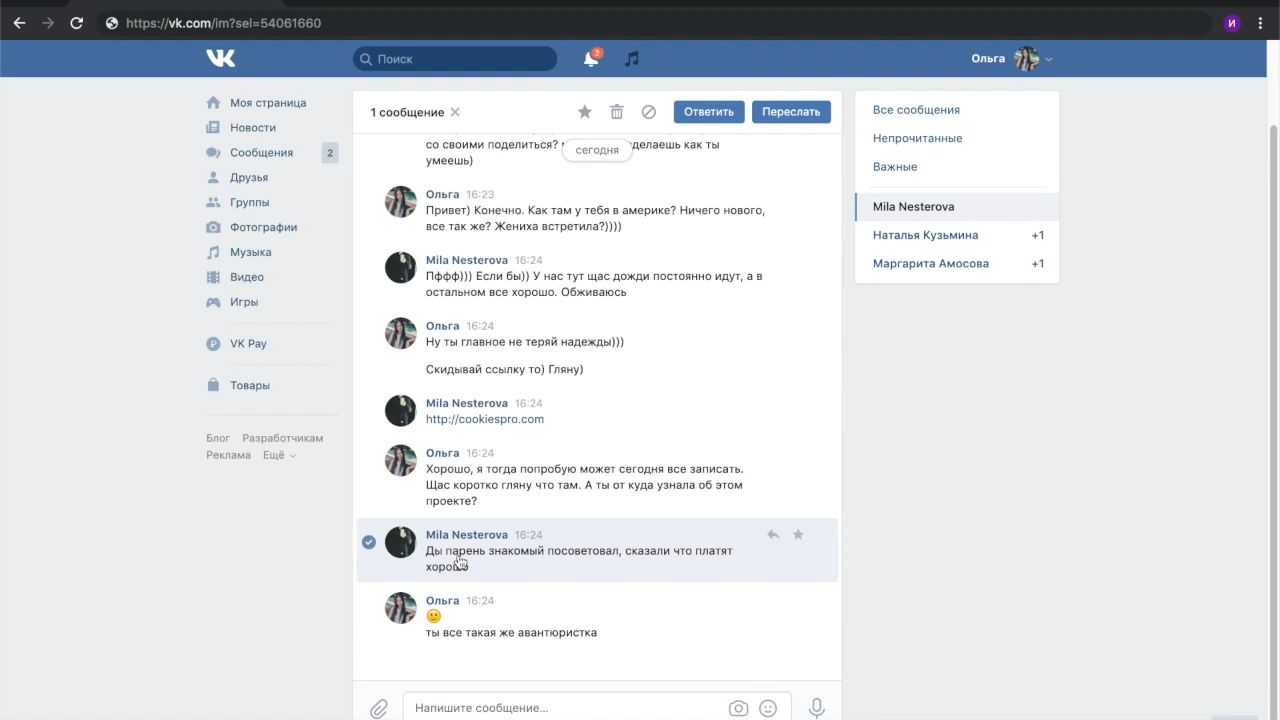 https://vk.com/im?sel=54061660
И
Поиск
2
Ольга
Моя страница
Новости
Сообщения
2
Друзья
Группы
Фотографии
Музыка
Видео
Игры
VK Pay
Товары
Блог Разработчикам
Реклама Ещё
1 сообщение
Ответить
Переслать
со своими поделиться?
делаешь как ты
умеешь)
сегодня
Ольга 16:23
Привет) Конечно. Как там у тебя в америке? Ничего нового,
все так же? Жениха встретила?))))
Mila Nesterova 16:24
Пффф))) Если бы)) У нас тут щас дожди постоянно идут, а в
остальном все хорошо. Обживаюсь
Ольга 16:24
Ну ты главное не теряй надежды)))
Скидывай ссылку то) Гляну)
Mila Nesterova 16:24
http://cookiespro.com
Ольга 16:24
Хорошо, я тогда попробую может сегодня все записать.
Щас коротко гляну что там. А ты от куда узнала об этом
проекте?
Mila Nesterova 16:24
Ды парень знакомый посоветовал, сказали что платят
хорошо
Ольга 16:24
ты все такая же авантюристка
Напишите сообщение...
Все сообщения
Непрочитанные
Важные
Mila Nesterova
Наталья Кузьмина +1
Маргарита Амосова +1